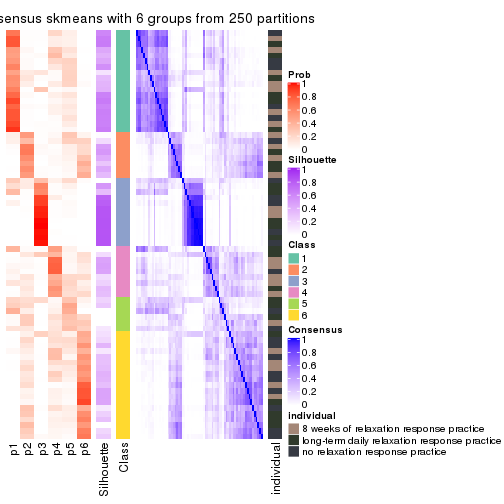 sensus skmeans with 6 groups from 250 partitions
Prob
1
0.8
0.6
0.4
0.2
0
Silhouette
1
0.8
0.6
0.4
0.2
0
Class
1
2
3
4
5
6
Consensus
1
0.8
0.6
0.4
0.2
0
individual
8 weeks of relaxation response practice
long-term daily relaxation response practice
no relaxation response practice
p1
p2
p3
p4
p5
p6
Silhouette
Class
individual